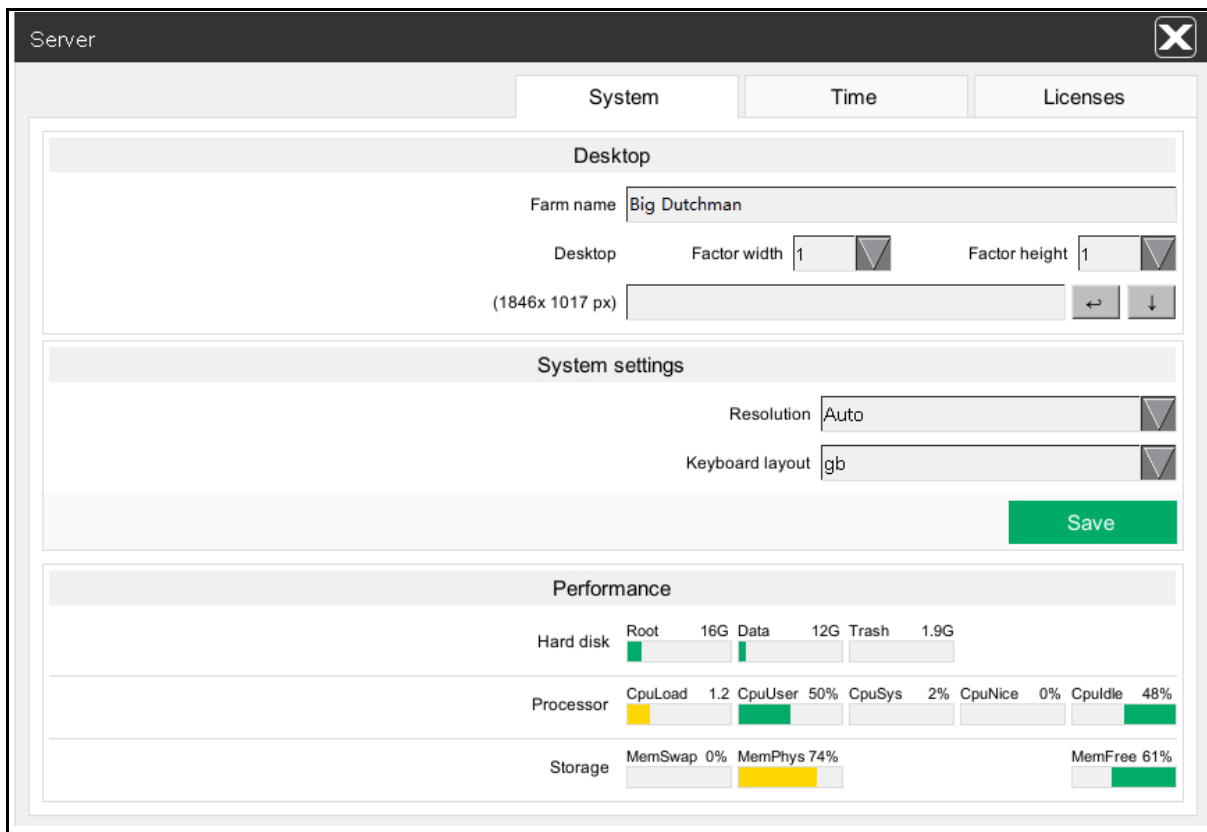 Server
System Time Licenses
Desktop
Farm name Big Dutchman
Desktop Factor width 1 Factor height 1
(1846x 1017 px) ↩ ↓
System settings
Resolution Auto
Keyboard layout gb
Save
Performance
Hard disk Root 16G Data 12G Trash 1.9G
Processor CpuLoad 1.2 CpuUser 50% CpuSys 2% CpuNice 0% CpuIdle 48%
Storage MemSwap 0% MemPhys 74% MemFree 61%